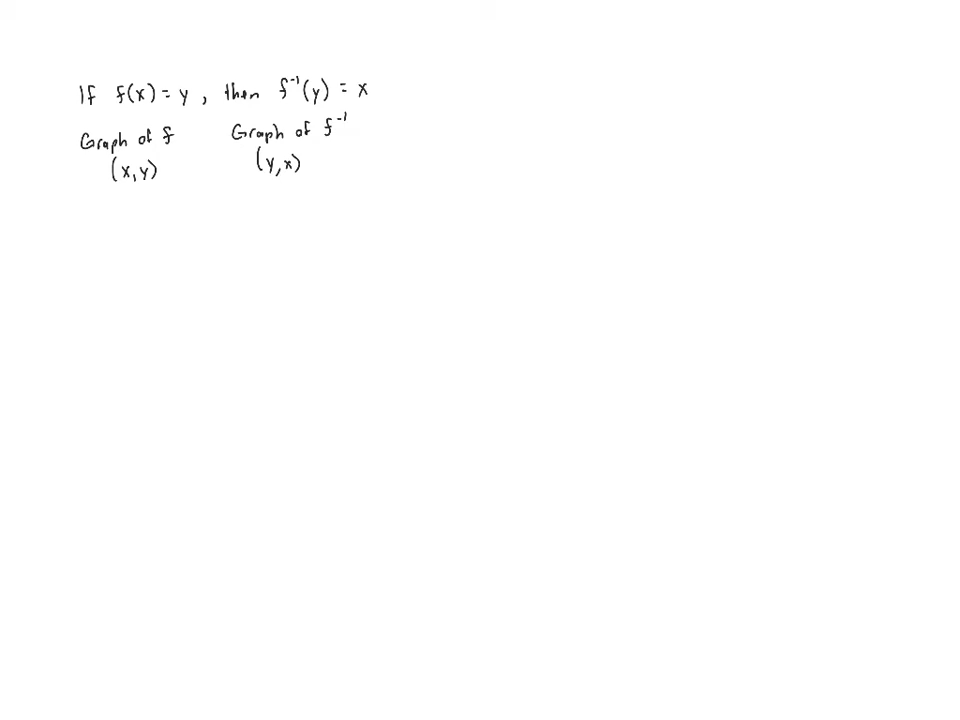 If f(x) = y , then f⁻¹(y) = x
Graph of f Graph of f⁻¹
(x,y) (y,x)